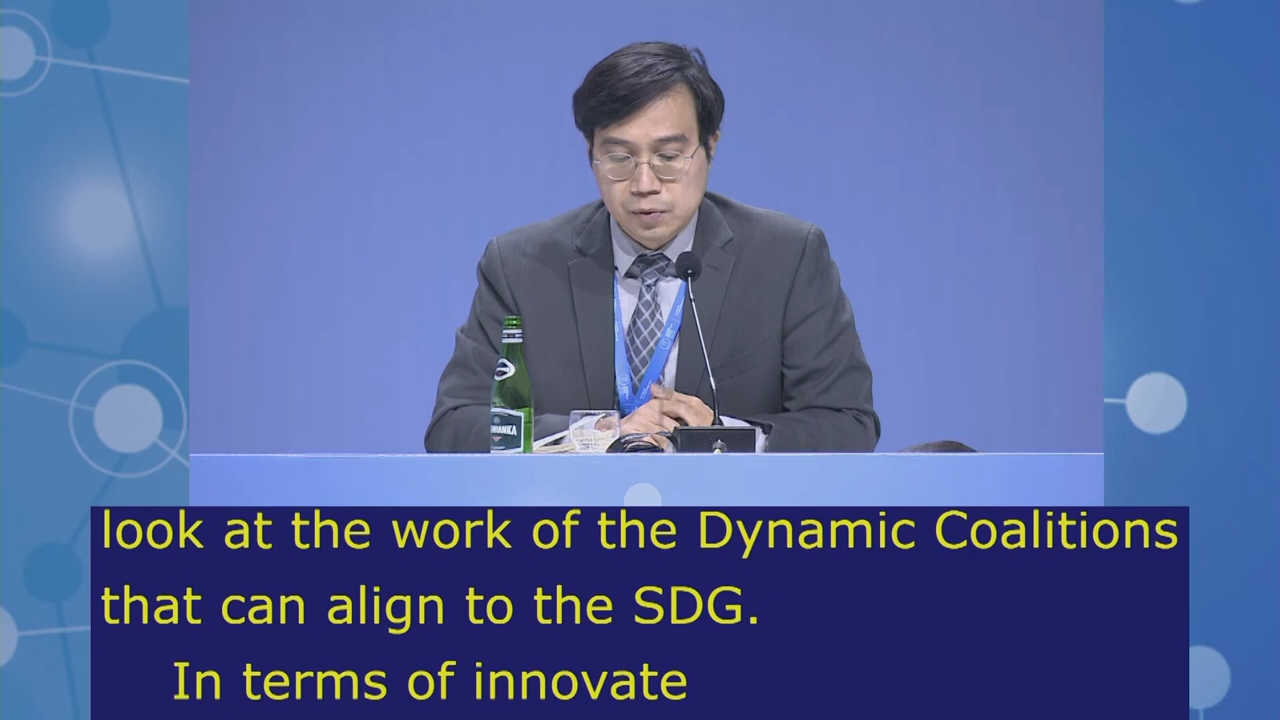 look at the work of the Dynamic Coalitions
that can align to the SDG.
In terms of innovate